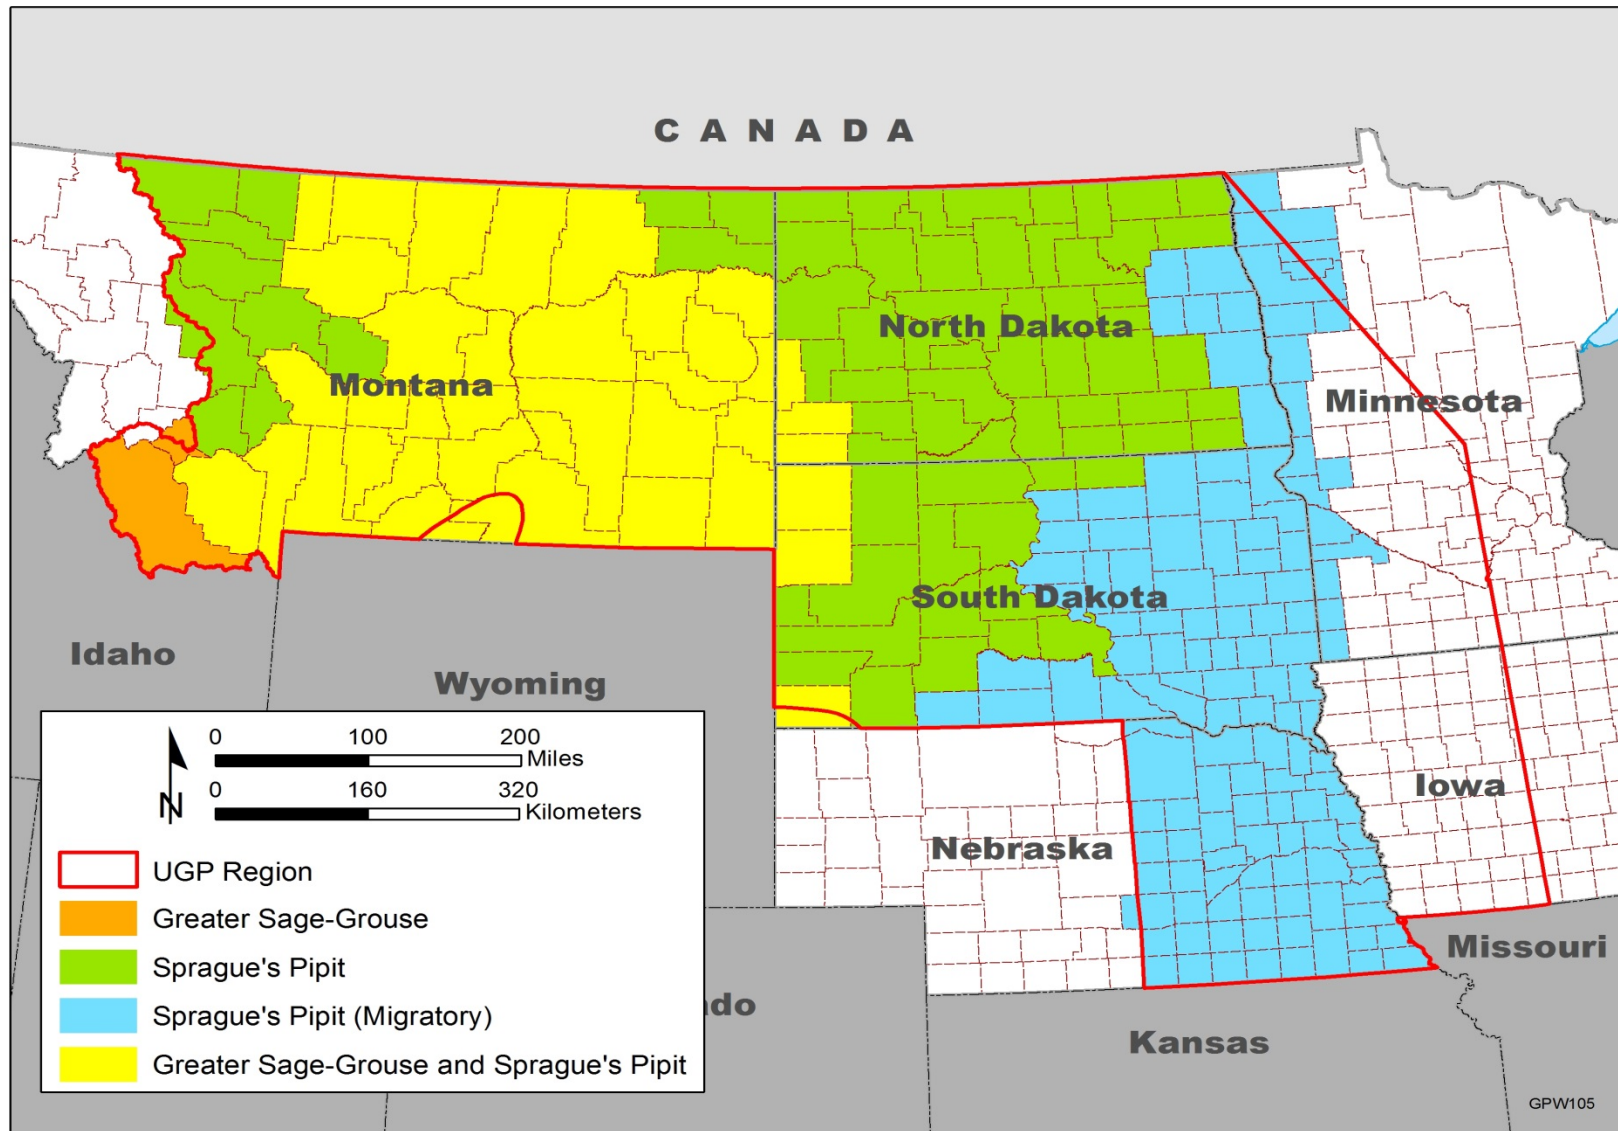 CANADA
North Dakota
Montana
Minnesota
South Dakota
Idaho
Wyoming
Iowa
Nebraska
Missouri
Kansas
ado
N
0 100 200
Miles
0 160 320
Kilometers
UGP Region
Greater Sage-Grouse
Sprague's Pipit
Sprague's Pipit (Migratory)
Greater Sage-Grouse and Sprague's Pipit
GPW105